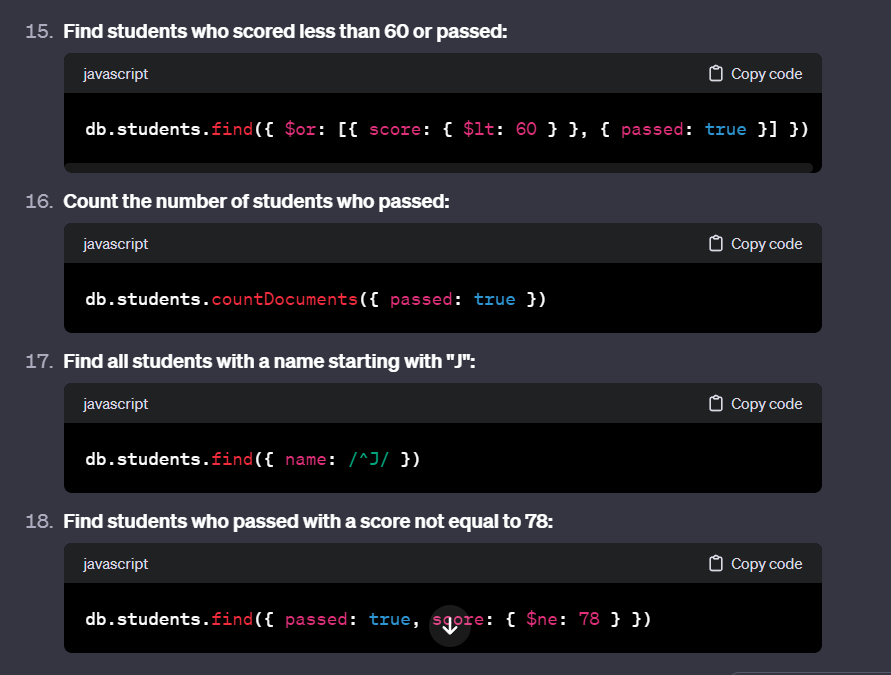 15. Find students who scored less than 60 or passed:
javascript Copy code
db.students.find({ $or: [{ score: { $lt: 60 } }, { passed: true }] })
16. Count the number of students who passed:
javascript Copy code
db.students.countDocuments({ passed: true })
17. Find all students with a name starting with "J":
javascript Copy code
db.students.find({ name: /^J/ })
18. Find students who passed with a score not equal to 78:
javascript Copy code
db.students.find({ passed: true, score: { $ne: 78 } })